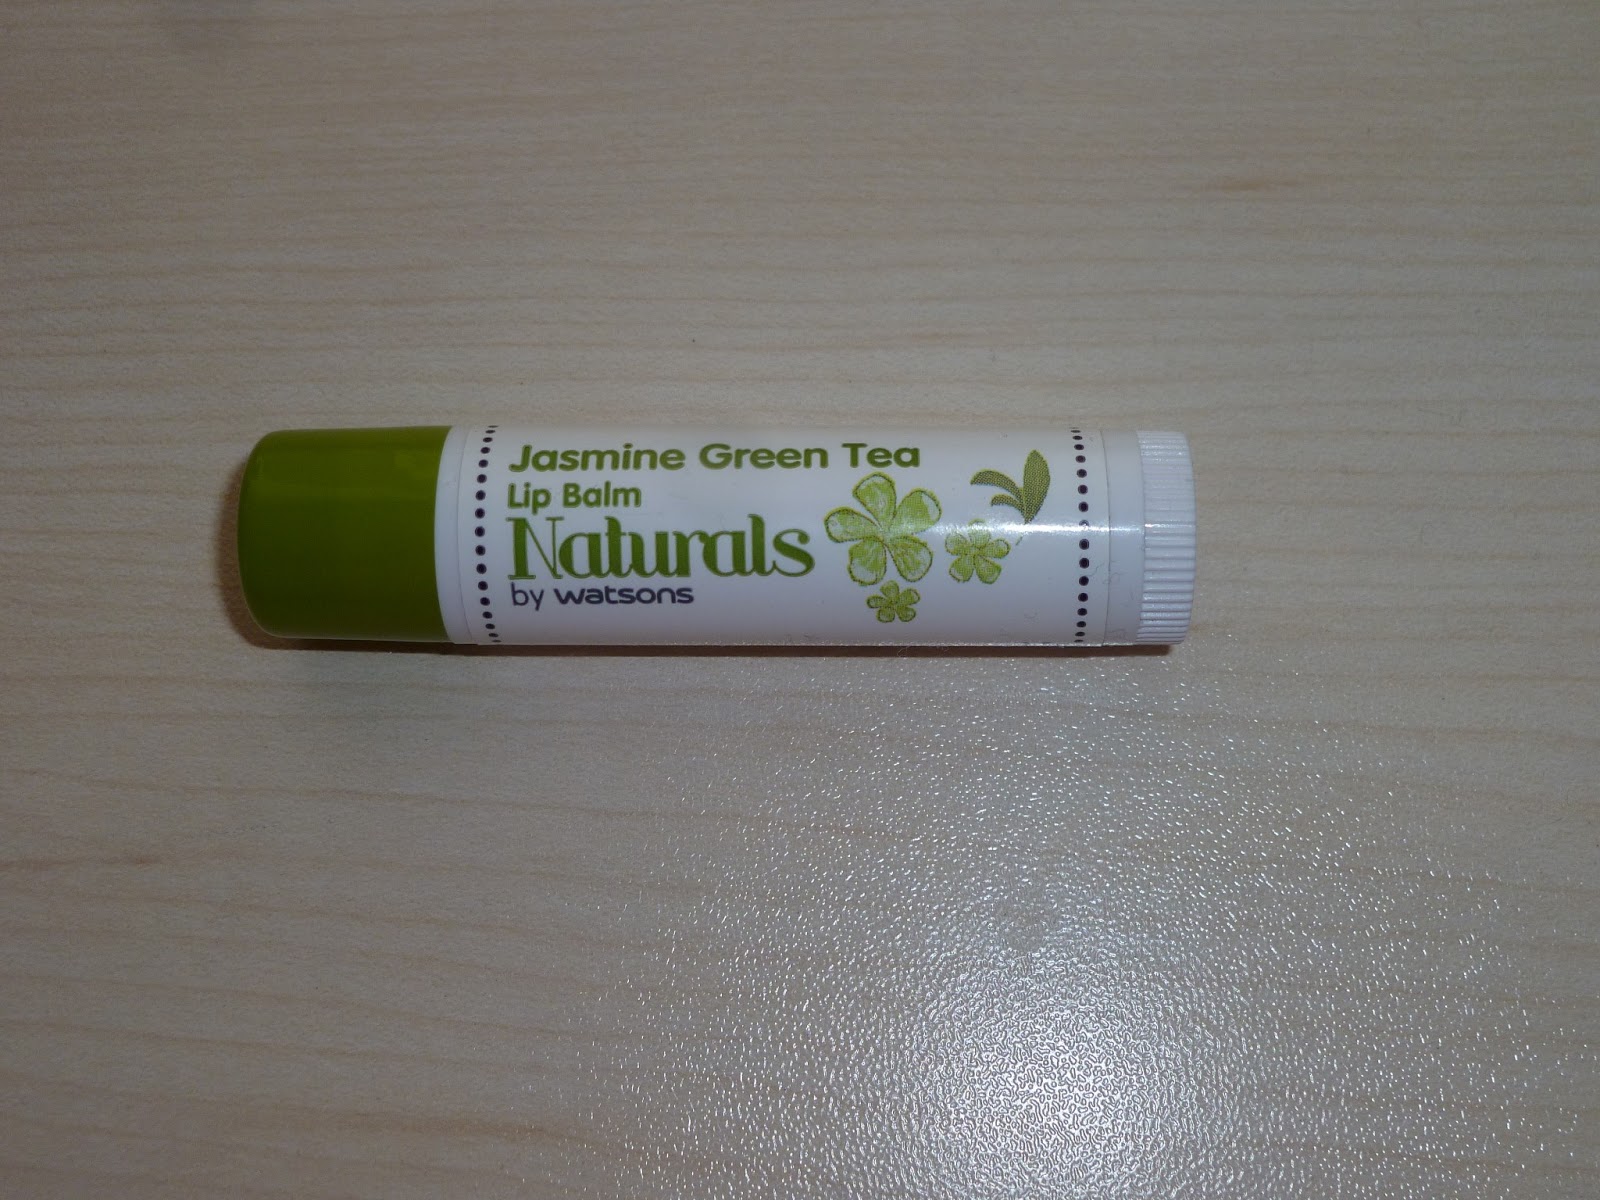 Jasmine Green Tea
Lip Balm
Naturals
by watsons